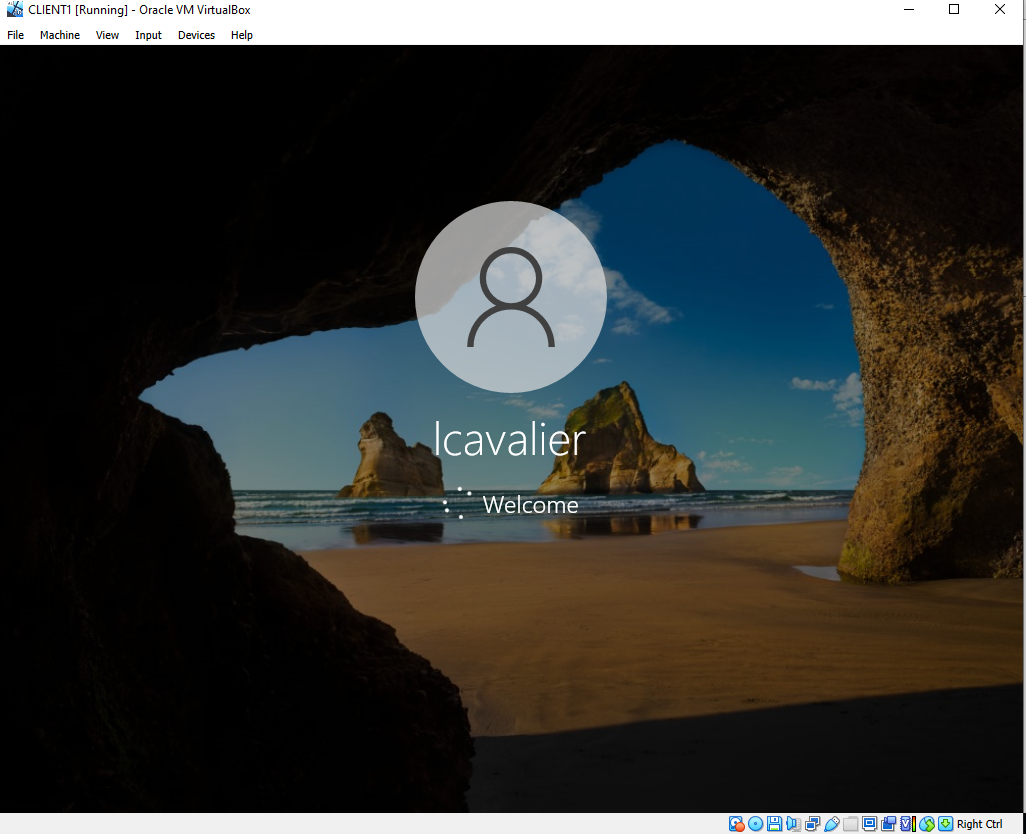 CLIENT1 [Running] - Oracle VM VirtualBox
File Machine View Input Devices Help
lcavalier
Welcome
Right Ctrl